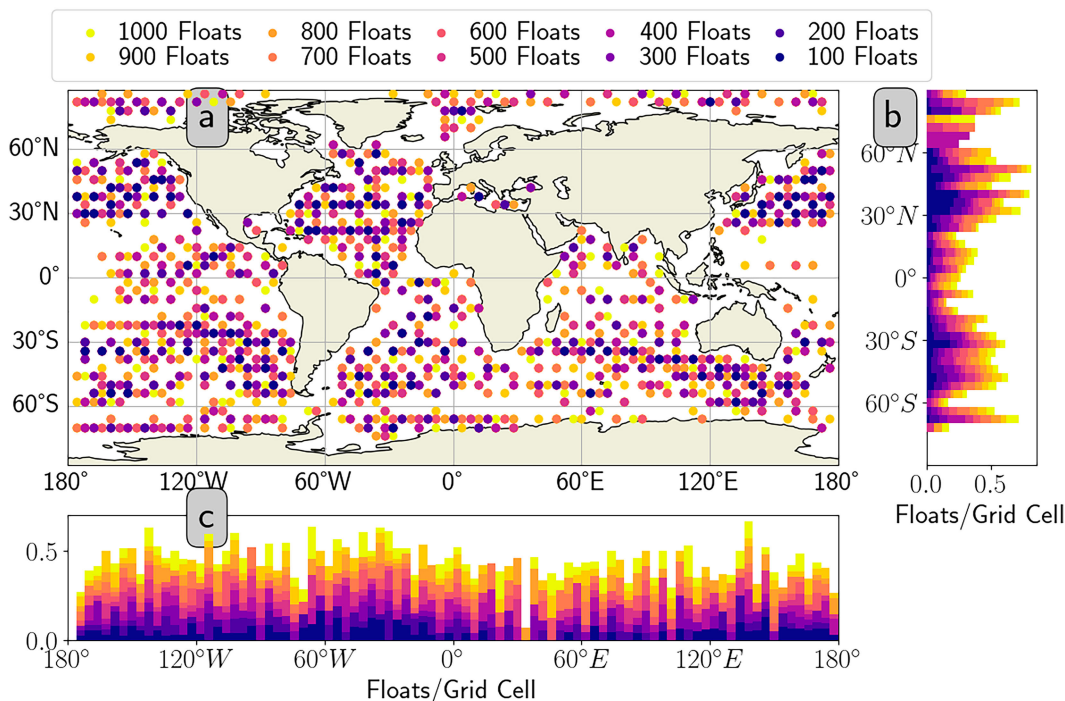 1000 Floats 800 Floats 600 Floats 400 Floats 200 Floats
900 Floats 700 Floats 500 Floats 300 Floats 100 Floats
a
60°N
30°N
0°
30°S
60°S
180° 120°W 60°W 0° 60°E 120°E 180°
b
60°N
30°N
0°
30°S
60°S
0.0 0.5
Floats/Grid Cell
c
0.5
0.0
180° 120°W 60°W 0° 60°E 120°E 180°
Floats/Grid Cell